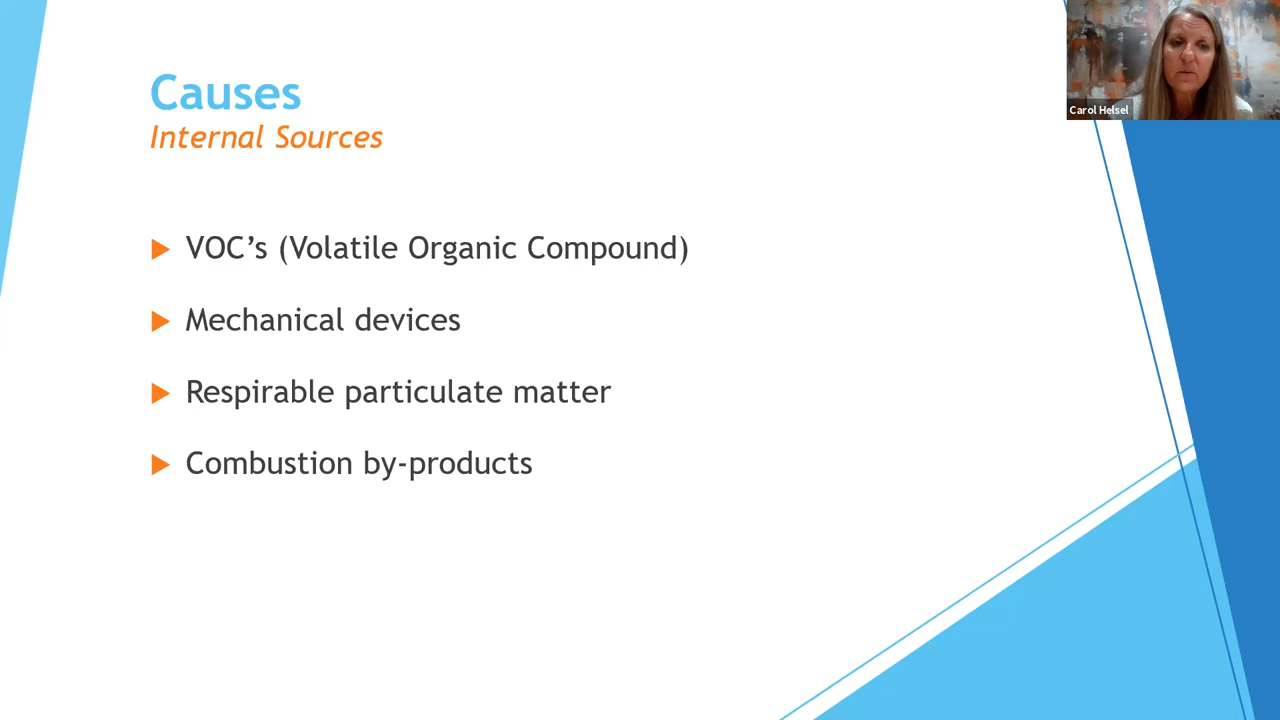 Causes
Internal Sources
VOC’s (Volatile Organic Compound)
Mechanical devices
Respirable particulate matter
Combustion by-products
Carol Helsel